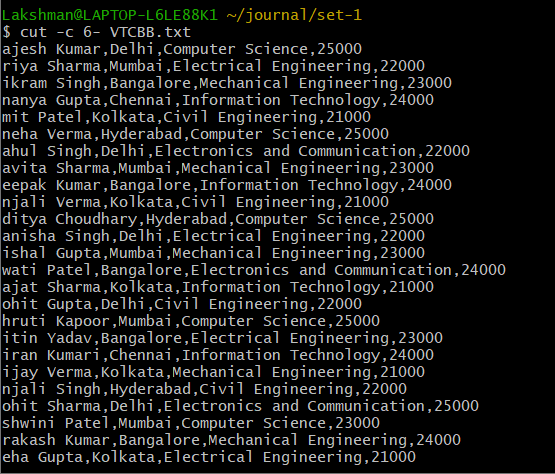 Lakshman@LAPTOP-L6LE88K1 ~/journal/set-1
$ cut -c 6- VTCBB.txt
ajesh Kumar,Delhi,Computer Science,25000
riya Sharma,Mumbai,Electrical Engineering,22000
ikram Singh,Bangalore,Mechanical Engineering,23000
nanya Gupta,Chennai,Information Technology,24000
mit Patel,Kolkata,Civil Engineering,21000
neha Verma,Hyderabad,Computer Science,25000
ahul Singh,Delhi,Electronics and Communication,22000
avita Sharma,Mumbai,Mechanical Engineering,23000
eepak Kumar,Bangalore,Information Technology,24000
njali Verma,Kolkata,Civil Engineering,21000
ditya Choudhary,Hyderabad,Computer Science,25000
anisha Singh,Delhi,Electrical Engineering,22000
ishal Gupta,Mumbai,Mechanical Engineering,23000
wati Patel,Bangalore,Electronics and Communication,24000
ajat Sharma,Kolkata,Information Technology,21000
ohit Gupta,Delhi,Civil Engineering,22000
hruti Kapoor,Mumbai,Computer Science,25000
itin Yadav,Bangalore,Electrical Engineering,23000
iran Kumari,Chennai,Information Technology,24000
ijay Verma,Kolkata,Mechanical Engineering,21000
njali Singh,Hyderabad,Civil Engineering,22000
ohit Sharma,Delhi,Electronics and Communication,25000
shwini Patel,Mumbai,Computer Science,23000
rakash Kumar,Bangalore,Mechanical Engineering,24000
eha Gupta,Kolkata,Electrical Engineering,21000